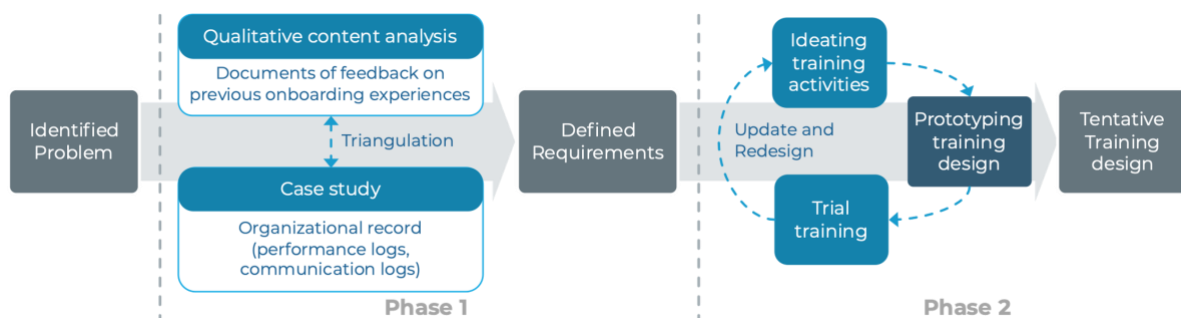 Identified
Problem
Qualitative content analysis
Documents of feedback on
previous onboarding experiences
Triangulation
Case study
Organizational record
(performance logs,
communication logs)
Phase 1
Defined
Requirements
Ideating
training
activities
Update and
Redesign
Prototyping
training
design
Trial
training
Phase 2
Tentative
Training
design